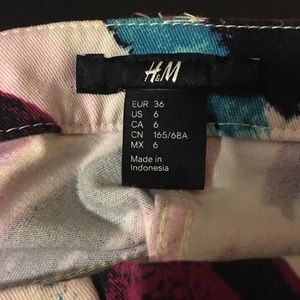 H&M
EUR 36
US 6
CA 6
CN 165/68A
MX 6
Made in
Indonesia